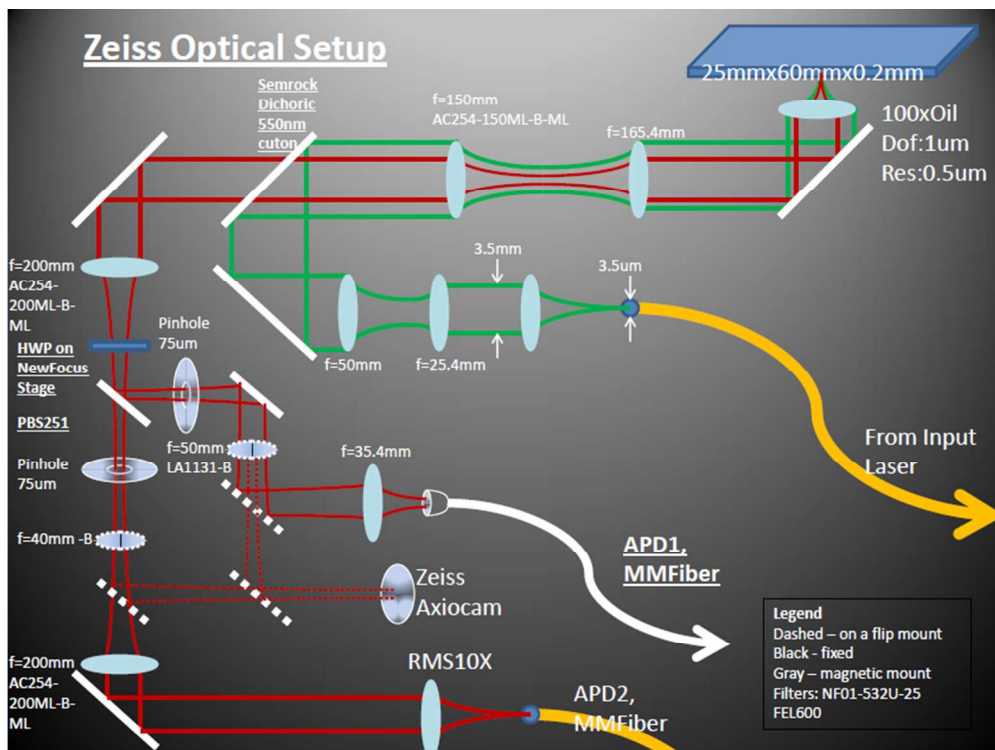 Zeiss Optical Setup
25mmx60mmx0.2mm
Semrock
Dichoric
550nm
cuton
f=150mm
AC254-150ML-B-ML
f=165.4mm
100xOil
Dof:1um
Res:0.5um
f=200mm
AC254-
200ML-B-
ML
3.5mm
3.5um
Pinhole
75um
HWP on
NewFocus
Stage
PBS251
f=50mm
f=25.4mm
From Input
Laser
f=50mm
LA1131-B
f=35.4mm
Pinhole
75um
f=40mm -B
APD1,
MMFiber
Zeiss
Axiocam
Legend
Dashed – on a flip mount
Black - fixed
Gray – magnetic mount
Filters: NF01-532U-25
FEL600
f=200mm
AC254-
200ML-B-
ML
RMS10X
APD2,
MMFiber